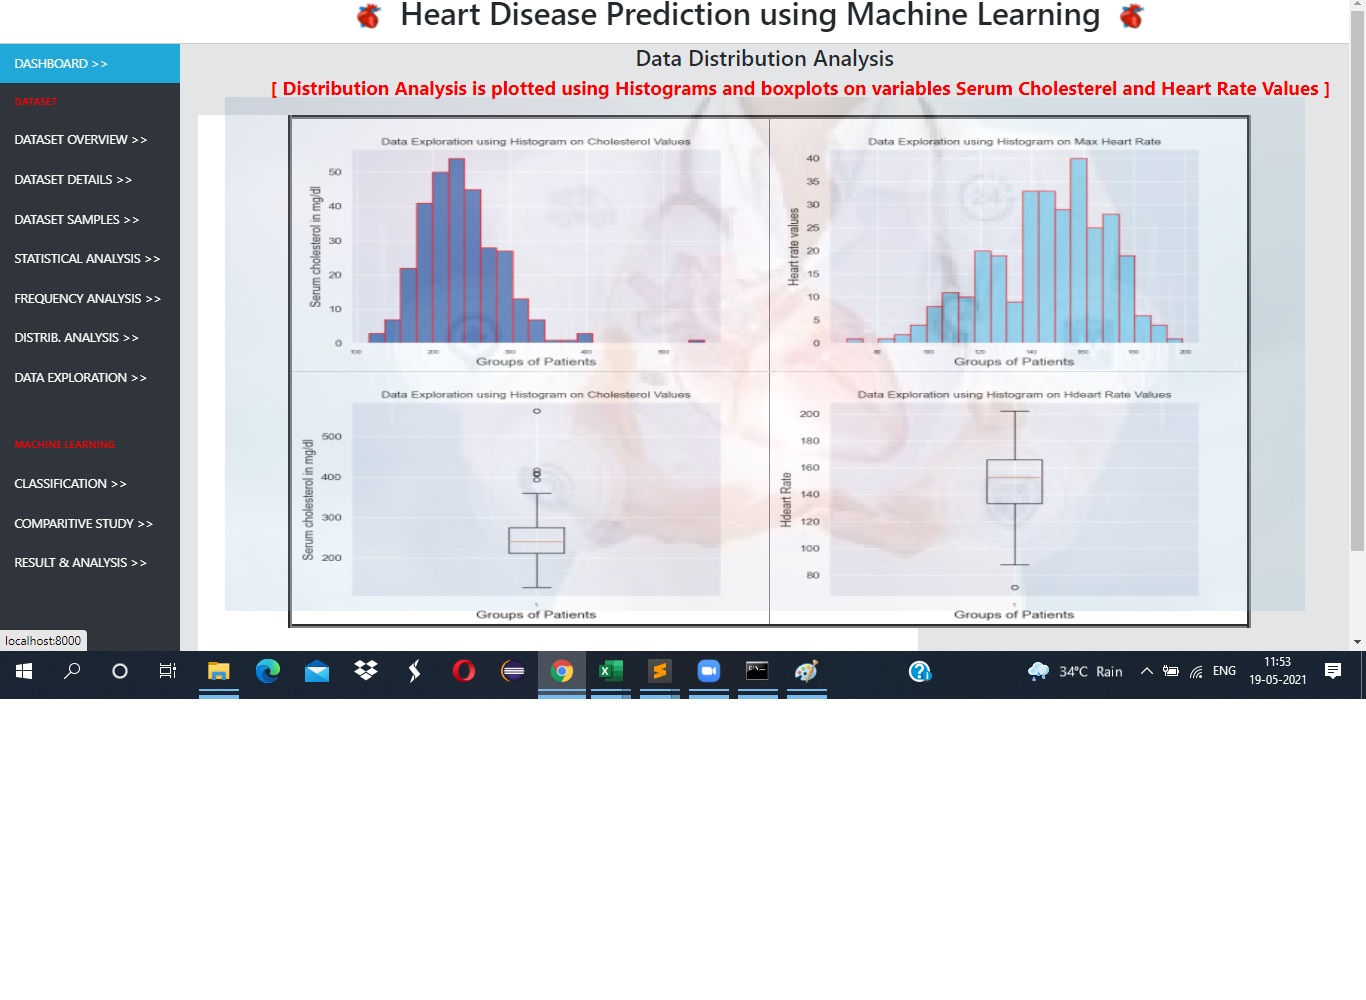 Heart Disease Prediction using Machine Learning
DASHBOARD >>
DATASET
DATASET OVERVIEW >>
DATASET DETAILS >>
DATASET SAMPLES >>
STATISTICAL ANALYSIS >>
FREQUENCY ANALYSIS >>
DISTRIB. ANALYSIS >>
DATA EXPLORATION >>
MACHINE LEARNING
CLASSIFICATION >>
COMPARITIVE STUDY >>
RESULT & ANALYSIS >>
localhost:8000
Data Distribution Analysis
[ Distribution Analysis is plotted using Histograms and boxplots on variables Serum Cholesterel and Heart Rate Values ]
Data Exploration using Histogram on Cholesterol Values
Serum cholesterol in mg/dl
50
40
30
20
10
0
100 200 300 400 500
Groups of Patients
Data Exploration using Histogram on Max Heart Rate
Heart rate values
40
35
30
25
20
15
10
5
0
80 100 120 140 160 180 200
Groups of Patients
Data Exploration using Histogram on Cholesterol Values
Serum cholesterol in mg/dl
500
400
300
200
Groups of Patients
Data Exploration using Histogram on Hdeart Rate Values
Hdeart Rate
200
180
160
140
120
100
80
Groups of Patients
34°C Rain
ENG
11:53
19-05-2021